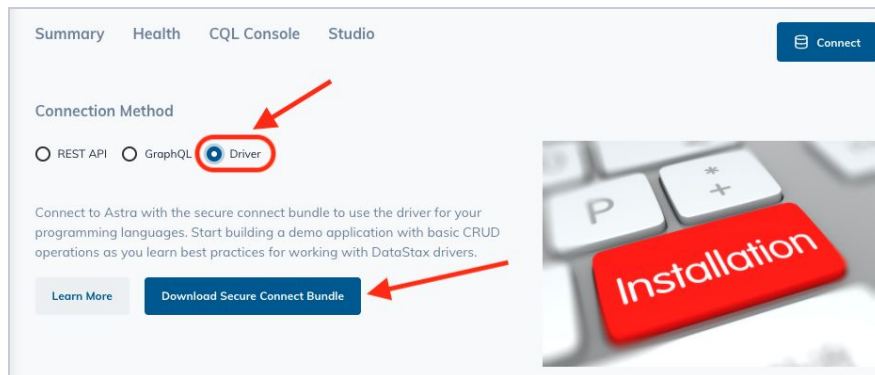 Summary Health CQL Console Studio
Connect
Connection Method
REST API GraphQL Driver
Connect to Astra with the secure connect bundle to use the driver for your
programming languages. Start building a demo application with basic CRUD
operations as you learn best practices for working with DataStax drivers.
Learn More Download Secure Connect Bundle
P
*
+
Installation